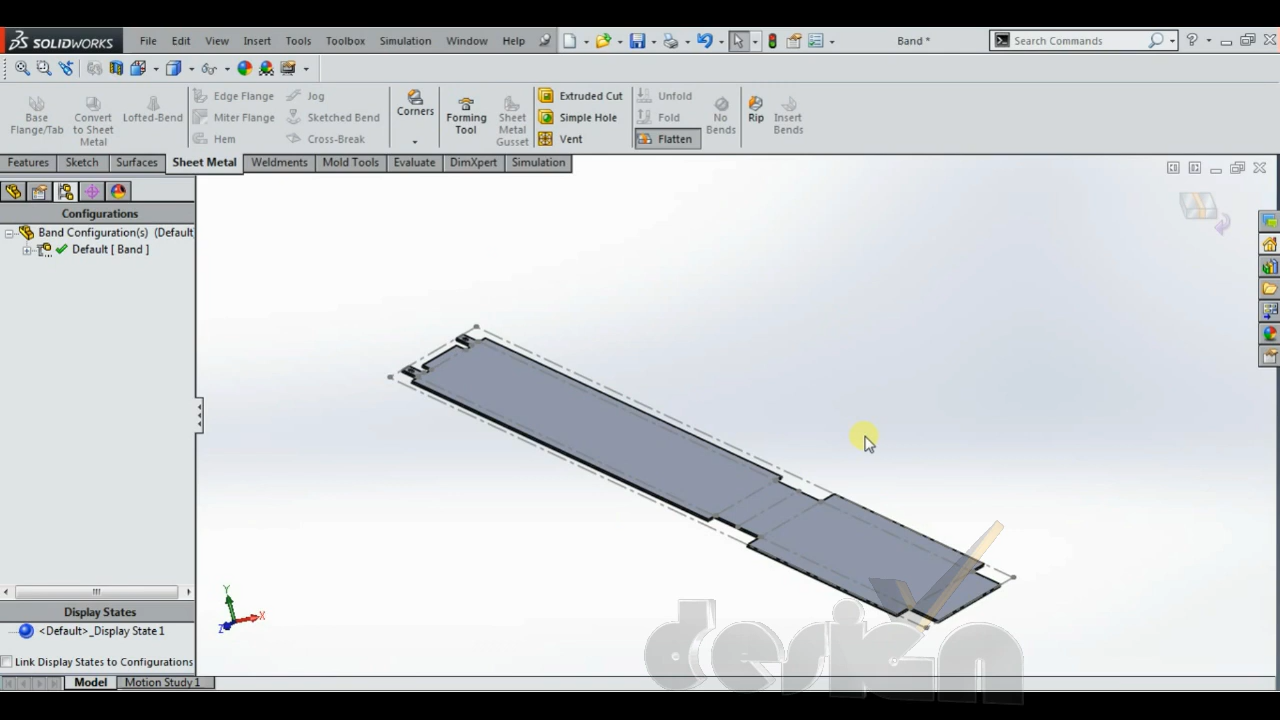 SOLIDWORKS File Edit View Insert Tools Toolbox Simulation Window Help Band * Search Commands ?
Base Flange/Tab
Convert to Sheet Metal
Lofted-Bend
Edge Flange
Miter Flange
Hem
Jog
Sketched Bend
Cross-Break
Corners
Forming Tool
Sheet Metal Gusset
Extruded Cut
Simple Hole
Vent
Unfold
Fold
Flatten
No Bends
Rip
Insert Bends
Features Sketch Surfaces Sheet Metal Weldments Mold Tools Evaluate DimXpert Simulation
Configurations
Band Configuration(s) (Default
Default [ Band ]
Y
X
Z
Display States
<Default>_Display State 1
Link Display States to Configurations
Model Motion Study 1
design